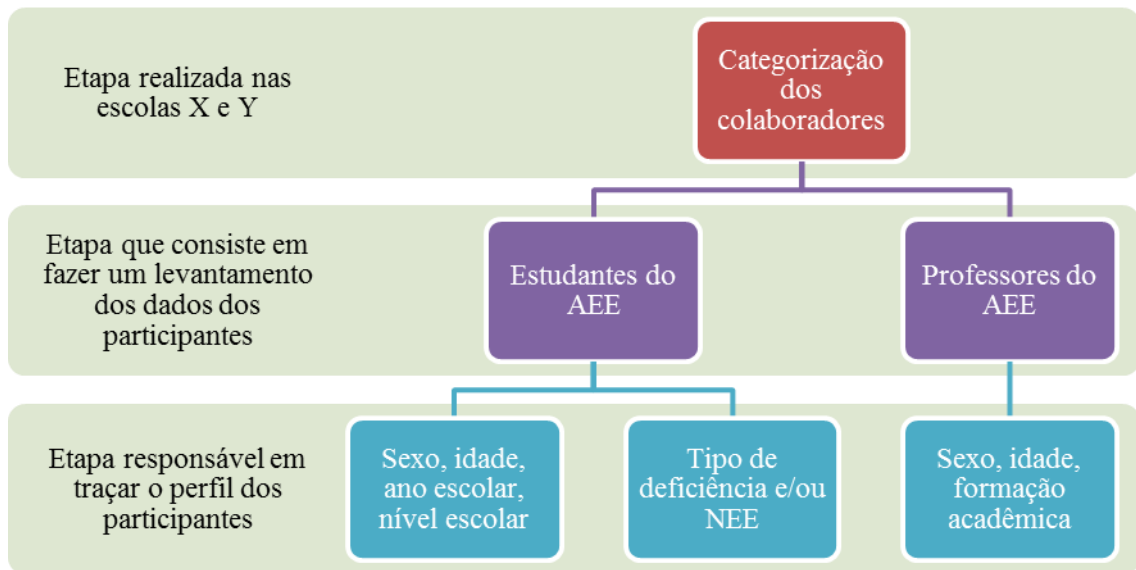 Etapa realizada nas
escolas X e Y
Categorização
dos
colaboradores
Etapa que consiste em
fazer um levantamento
dos dados dos
participantes
Estudantes do
AEE
Professores do
AEE
Etapa responsável em
traçar o perfil dos
participantes
Sexo, idade,
ano escolar,
nível escolar
Tipo de
deficiência e/ou
NEE
Sexo, idade,
formação
acadêmica